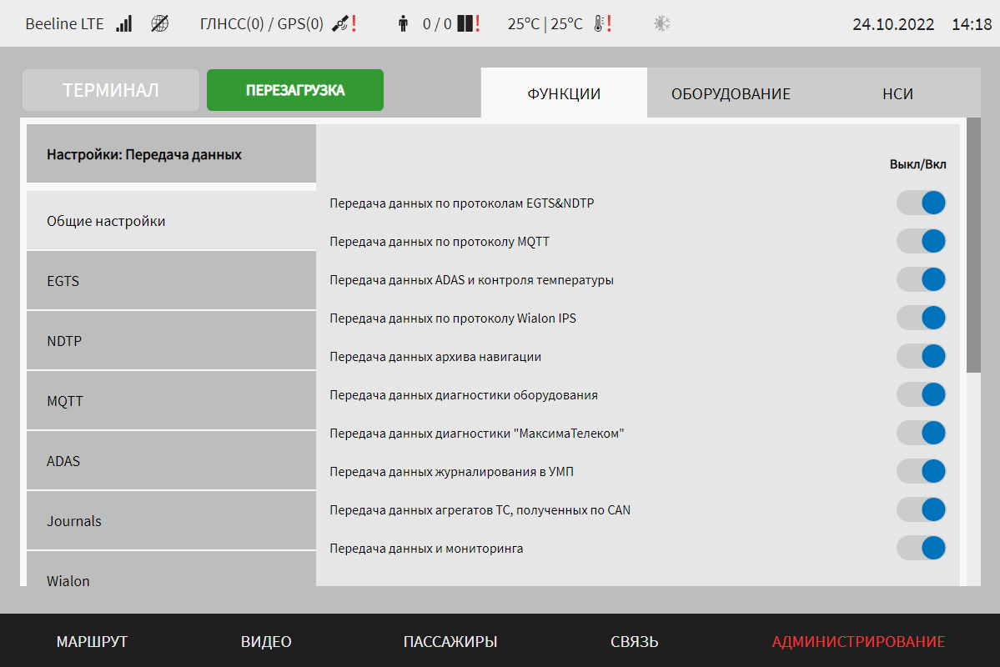 Beeline LTE ГЛНСС(0) / GPS(0) ! 0 / 0 ! 25°C | 25°C ! 24.10.2022 14:18
ТЕРМИНАЛ ПЕРЕЗАГРУЗКА ФУНКЦИИ ОБОРУДОВАНИЕ НСИ
Настройки: Передача данных
Общие настройки
EGTS
NDTP
MQTT
ADAS
Journals
Wialon
Выкл/Вкл
Передача данных по протоколам EGTS&NDTP
Передача данных по протоколу MQTT
Передача данных ADAS и контроля температуры
Передача данных по протоколу Wialon IPS
Передача данных архива навигации
Передача данных диагностики оборудования
Передача данных диагностики "МаксимаТелеком"
Передача данных журналирования в УМП
Передача данных агрегатов ТС, полученных по CAN
Передача данных и мониторинга
МАРШРУТ ВИДЕО ПАССАЖИРЫ СВЯЗЬ АДМИНИСТРИРОВАНИЕ